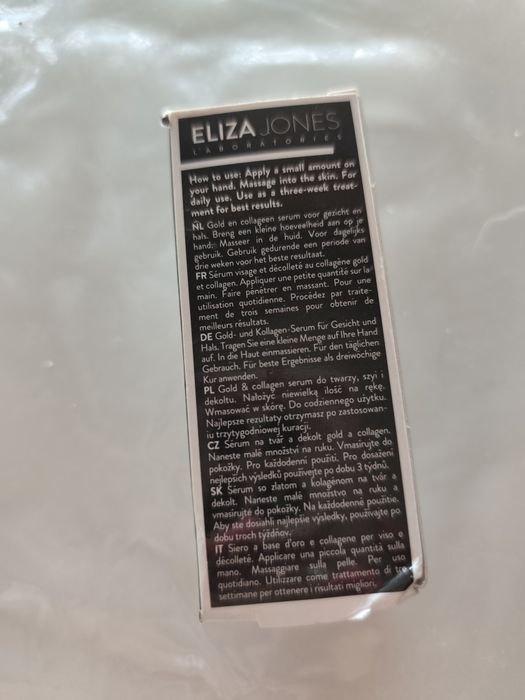 ELIZA JONES
LABORATORIES
How to use: Apply a small amount on
your hand. Massage into the skin. For
daily use. Use as a three-week treat-
ment for best results.
NL Gold en collageen serum voor gezicht en
hals. Breng een kleine hoeveelheid aan op je
hand. Masseer in de huid. Voor dagelijks
gebruik. Gebruik gedurende een periode van
drie weken voor het beste resultaat.
FR Sérum visage et décolleté au collagène gold
et collagen. Appliquer une petite quantité sur la
main. Faire pénétrer en massant. Pour une
utilisation quotidienne. Procédez par traite-
ment de trois semaines pour obtenir de
meilleurs résultats.
DE Gold- und Kollagen-Serum für Gesicht und
Hals. Tragen Sie eine kleine Menge auf Ihre Hand
auf. In die Haut einmassieren. Für den täglichen
Gebrauch. Für beste Ergebnisse als dreiwöchige
Kur anwenden.
PL Gold & collagen serum do twarzy, szyi i
dekoltu. Nałożyć niewielką ilość na rękę.
Wmasować w skórę. Do codziennego użytku.
Najlepsze rezultaty otrzymasz po zastosowan-
iu trzytygodniowej kuracji.
CZ Sérum na tvář a dekolt gold a collagen.
Naneste malé množství na ruku. Vmasírujte do
pokožky. Pro každodenní použití. Pro dosažení
nejlepších výsledků používejte po dobu 3 týdnů.
SK Sérum so zlatom a kolagénom na tvár a
dekolt. Naneste malé množstvo na ruku a
vmasírujte do pokožky. Na každodenné použitie.
Aby ste dosiahli najlepšie výsledky, používajte po
dobu troch týždňov.
IT Siero a base d'oro e collagene per viso e
décolleté. Applicare una piccola quantità sulla
mano. Massaggiare sulla pelle. Per uso
quotidiano. Utilizzare come trattamento di tre
settimane per ottenere i risultati migliori.